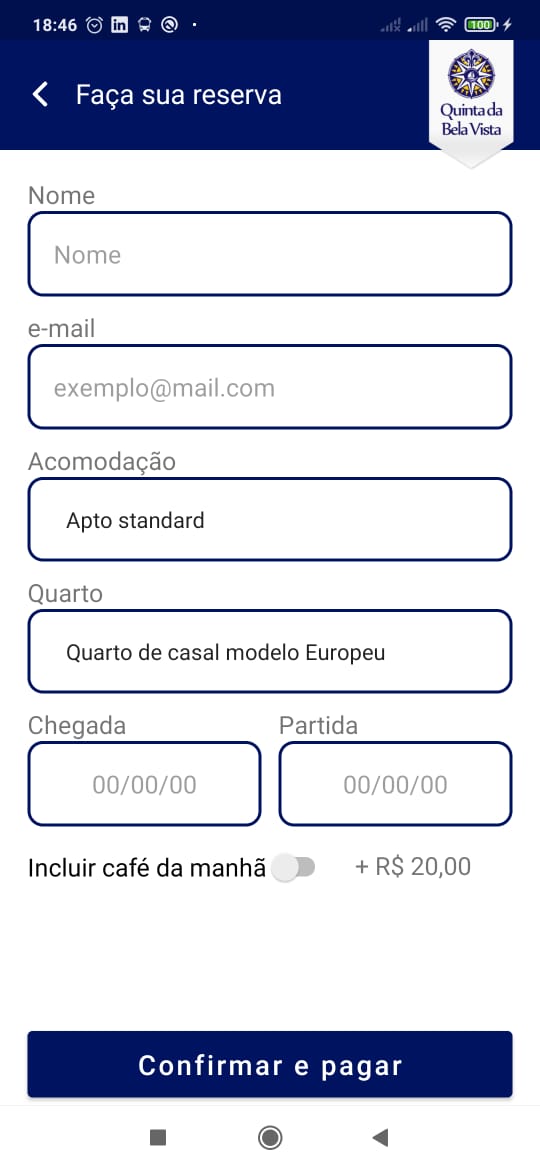 18:46
100
Faça sua reserva
Quinta da
Bela Vista
Nome
Nome
e-mail
exemplo@mail.com
Acomodação
Apto standard
Quarto
Quarto de casal modelo Europeu
Chegada Partida
00/00/00 00/00/00
Incluir café da manhã + R$ 20,00
Confirmar e pagar